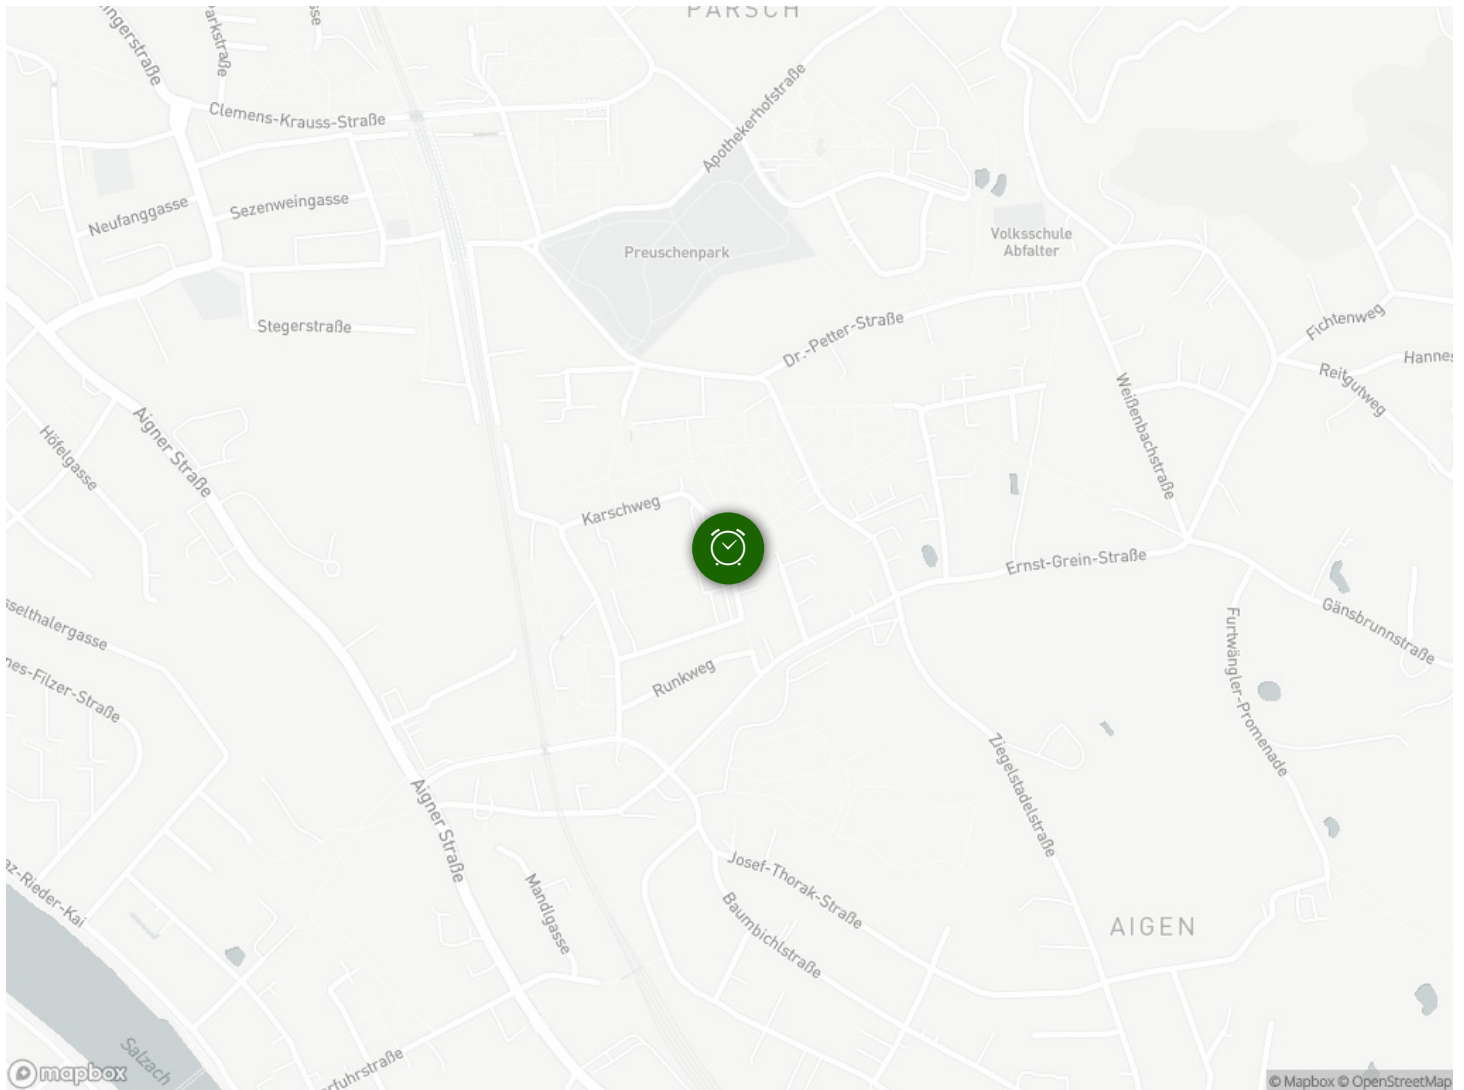 PARSCH
Clemens-Krauss-Straße
Apothekerhofstraße
Neufanggasse
Sezenweingasse
Preuschenpark
Volksschule
Abfalter
Stegerstraße
Dr.-Petter-Straße
Fichtenweg
Reitgutweg
Aigner Straße
Höfelgasse
Weißenbachstraße
Karschweg
Ernst-Grein-Straße
Gänsbrunnstraße
Furtwängler-Promenade
Runkweg
Ziegelstadelstraße
Aigner Straße
Josef-Thorak-Straße
Baumbichlstraße
Mandlgasse
AIGEN
Salzach
mapbox
© Mapbox © OpenStreetMap